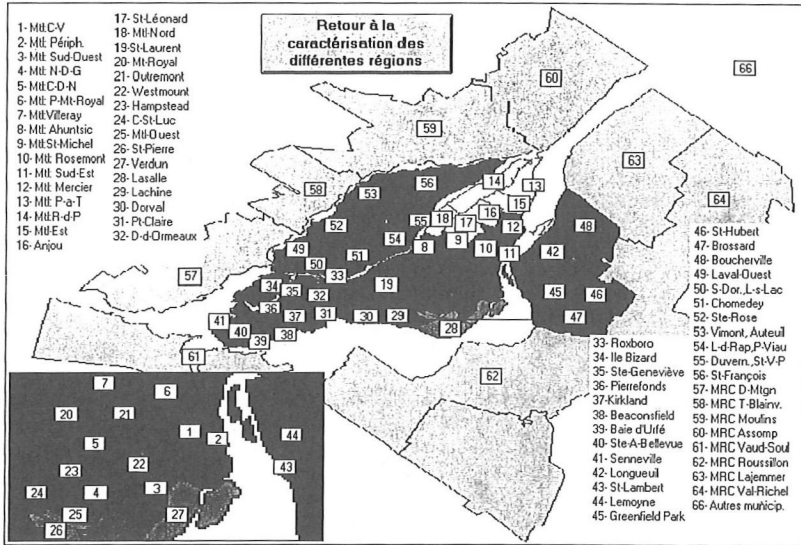 1- Mtl:C-V
2- Mtl: Périph.
3- Mtl: Sud-Ouest
4- Mtl: N-D-G
5- Mtl:C-D-N
6- Mtl: P-Mt-Royal
7- Mtl:Villeray
8- Mtl: Ahuntsic
9- Mtl:St-Michel
10- Mtl: Rosemont
11- Mtl: Sud-Est
12- Mtl: Mercier
13- Mtl: P-a-T
14- Mtl:R-d-P
15- Mtl-Est
16- Anjou
17- St-Léonard
18- Mtl-Nord
19-St-Laurent
20- Mt-Royal
21- Outremont
22- Westmount
23- Hampstead
24- C-St-Luc
25- Mtl-Ouest
26- St-Pierre
27- Verdun
28- Lasalle
29- Lachine
30- Dorval
31- Pt-Claire
32- D-d-Ormeaux
Retour à la
caractérisation des
différentes régions
60
66
59
63
58
64
56
14
13
53
15
16
55
18
17
12
48
52
54
8
9
10
11
42
49
51
50
33
57
34
35
32
19
45
46
36
37
31
30
29
47
41
40
38
28
39
61
62
33- Roxboro
34- Ile Bizard
35- Ste-Geneviève
36- Pierrefonds
37-Kirkland
38- Beaconsfield
39- Baie d'Urfé
40- Ste-A-Bellevue
41- Senneville
42- Longueuil
43- St-Lambert
44- Lemoyne
45- Greenfield Park
46- St-Hubert
47- Brossard
48- Boucherville
49- Laval-Ouest
50- S-Dor.,L-s-Lac
51- Chomedey
52- Ste-Rose
53- Vimont, Auteuil
54- L-d-Rap,P-Viau
55- Duvern.,St-V-P
56- St-François
57- MRC D-Mtgn
58- MRC T-Blainv.
59- MRC Moulins
60- MRC Assomp
61- MRC Vaud-Soul
62- MRC Roussillon
63- MRC Lajemmer
64- MRC Val-Richel
66- Autres municip.
7
6
20
21
1
2
44
5
22
43
23
24
4
3
25
27
26